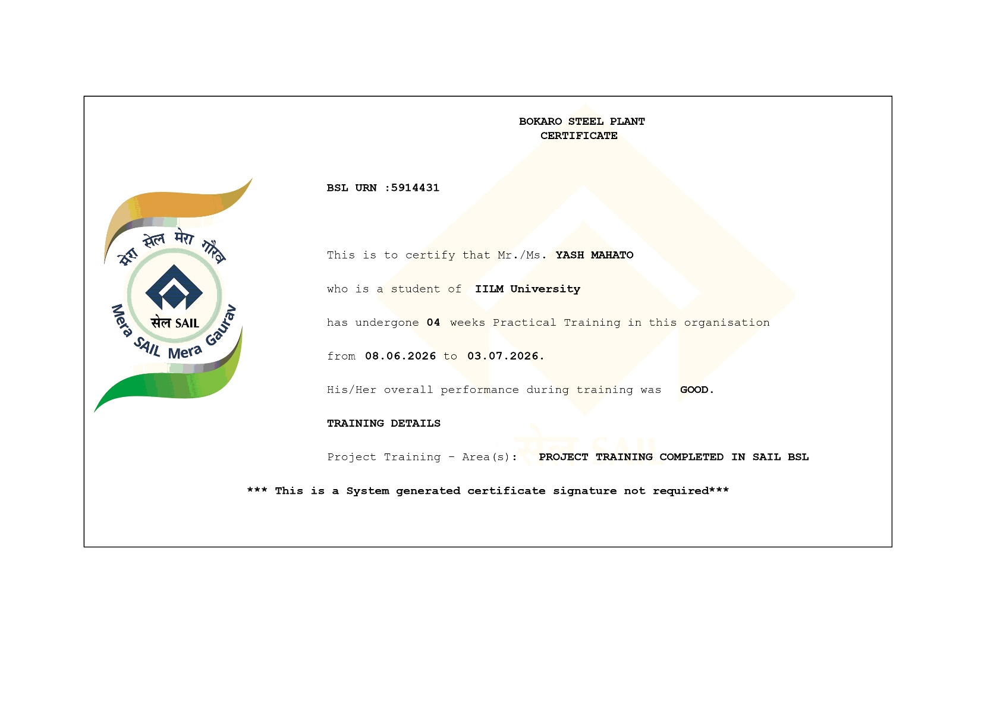 BOKARO STEEL PLANT
CERTIFICATE
BSL URN :5914431
मेरा सेल मेरा गौरव
सेल SAIL
Mera SAIL Mera Gaurav
This is to certify that Mr./Ms. YASH MAHATO
who is a student of IILM University
has undergone 04 weeks Practical Training in this organisation
from 08.06.2026 to 03.07.2026.
His/Her overall performance during training was GOOD.
TRAINING DETAILS
सेल SAIL
Project Training - Area(s): PROJECT TRAINING COMPLETED IN SAIL BSL
*** This is a System generated certificate signature not required***